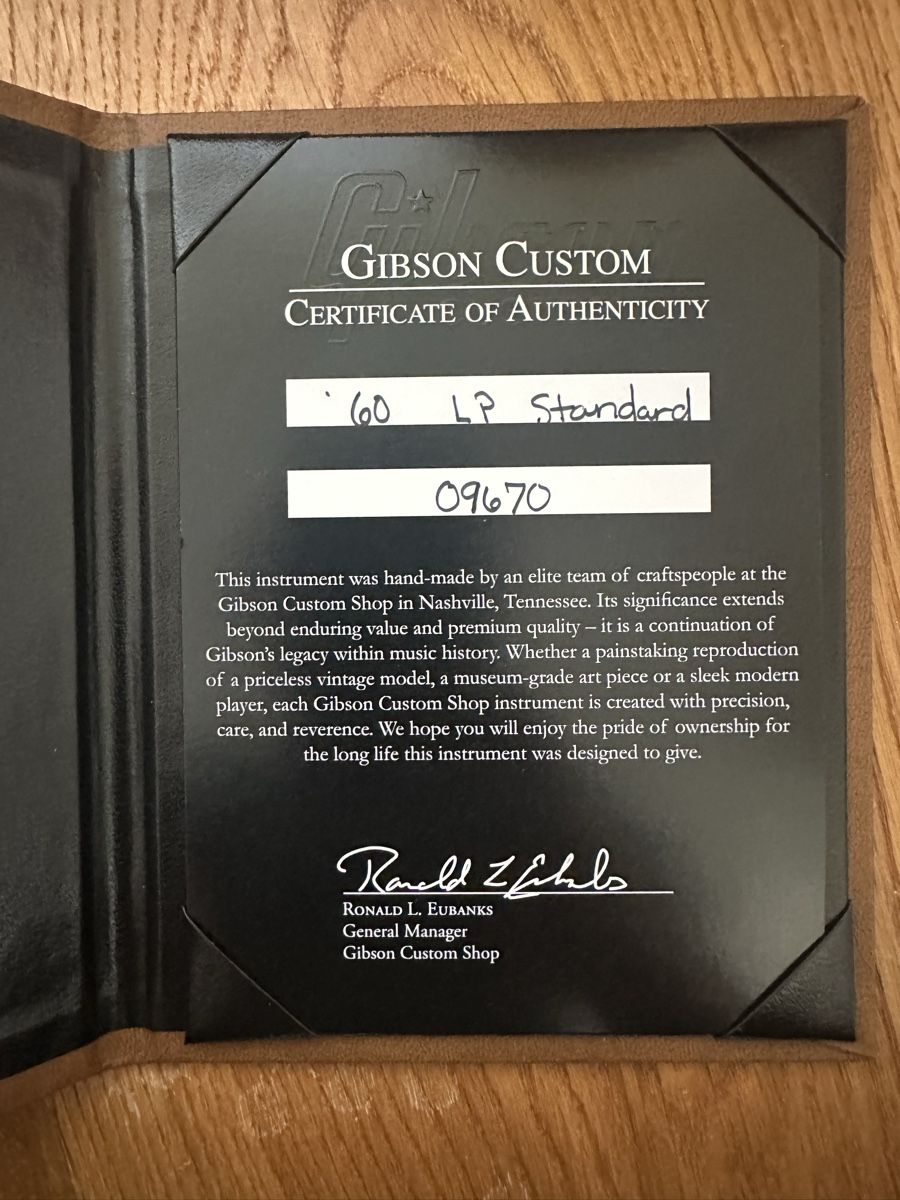 Gibson
GIBSON CUSTOM
CERTIFICATE OF AUTHENTICITY
'60 LP Standard
09670
This instrument was hand-made by an elite team of craftspeople at the
Gibson Custom Shop in Nashville, Tennessee. Its significance extends
beyond enduring value and premium quality – it is a continuation of
Gibson's legacy within music history. Whether a painstaking reproduction
of a priceless vintage model, a museum-grade art piece or a sleek modern
player, each Gibson Custom Shop instrument is created with precision,
care, and reverence. We hope you will enjoy the pride of ownership for
the long life this instrument was designed to give.
Ronald L Eubanks
RONALD L. EUBANKS
General Manager
Gibson Custom Shop